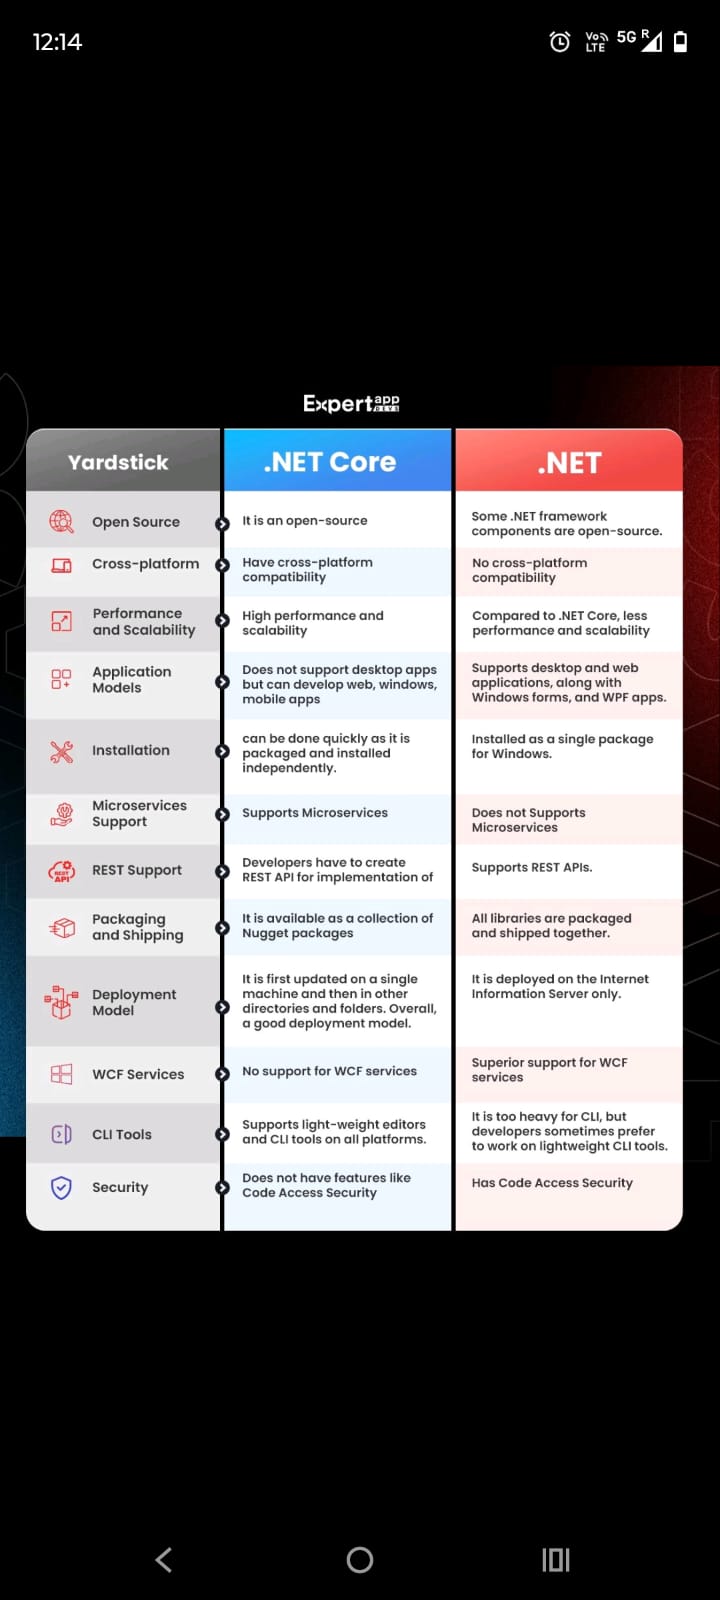 12:14
Vo))
LTE
5G R
Expert app
DEVS
Yardstick
.NET Core
.NET
Open Source
It is an open-source
Some .NET framework
components are open-source.
Cross-platform
Have cross-platform
compatibility
No cross-platform
compatibility
Performance
and Scalability
High performance and
scalability
Compared to .NET Core, less
performance and scalability
Application
Models
Does not support desktop apps
but can develop web, windows,
mobile apps
Supports desktop and web
applications, along with
Windows forms, and WPF apps.
Installation
can be done quickly as it is
packaged and installed
independently.
Installed as a single package
for Windows.
Microservices
Support
Supports Microservices
Does not Supports
Microservices
REST
API
REST Support
Developers have to create
REST API for implementation of
Supports REST APIs.
Packaging
and Shipping
It is available as a collection of
Nugget packages
All libraries are packaged
and shipped together.
Deployment
Model
It is first updated on a single
machine and then in other
directories and folders. Overall,
a good deployment model.
It is deployed on the Internet
Information Server only.
WCF Services
No support for WCF services
Superior support for WCF
services
CLI Tools
Supports light-weight editors
and CLI tools on all platforms.
It is too heavy for CLI, but
developers sometimes prefer
to work on lightweight CLI tools.
Security
Does not have features like
Code Access Security
Has Code Access Security